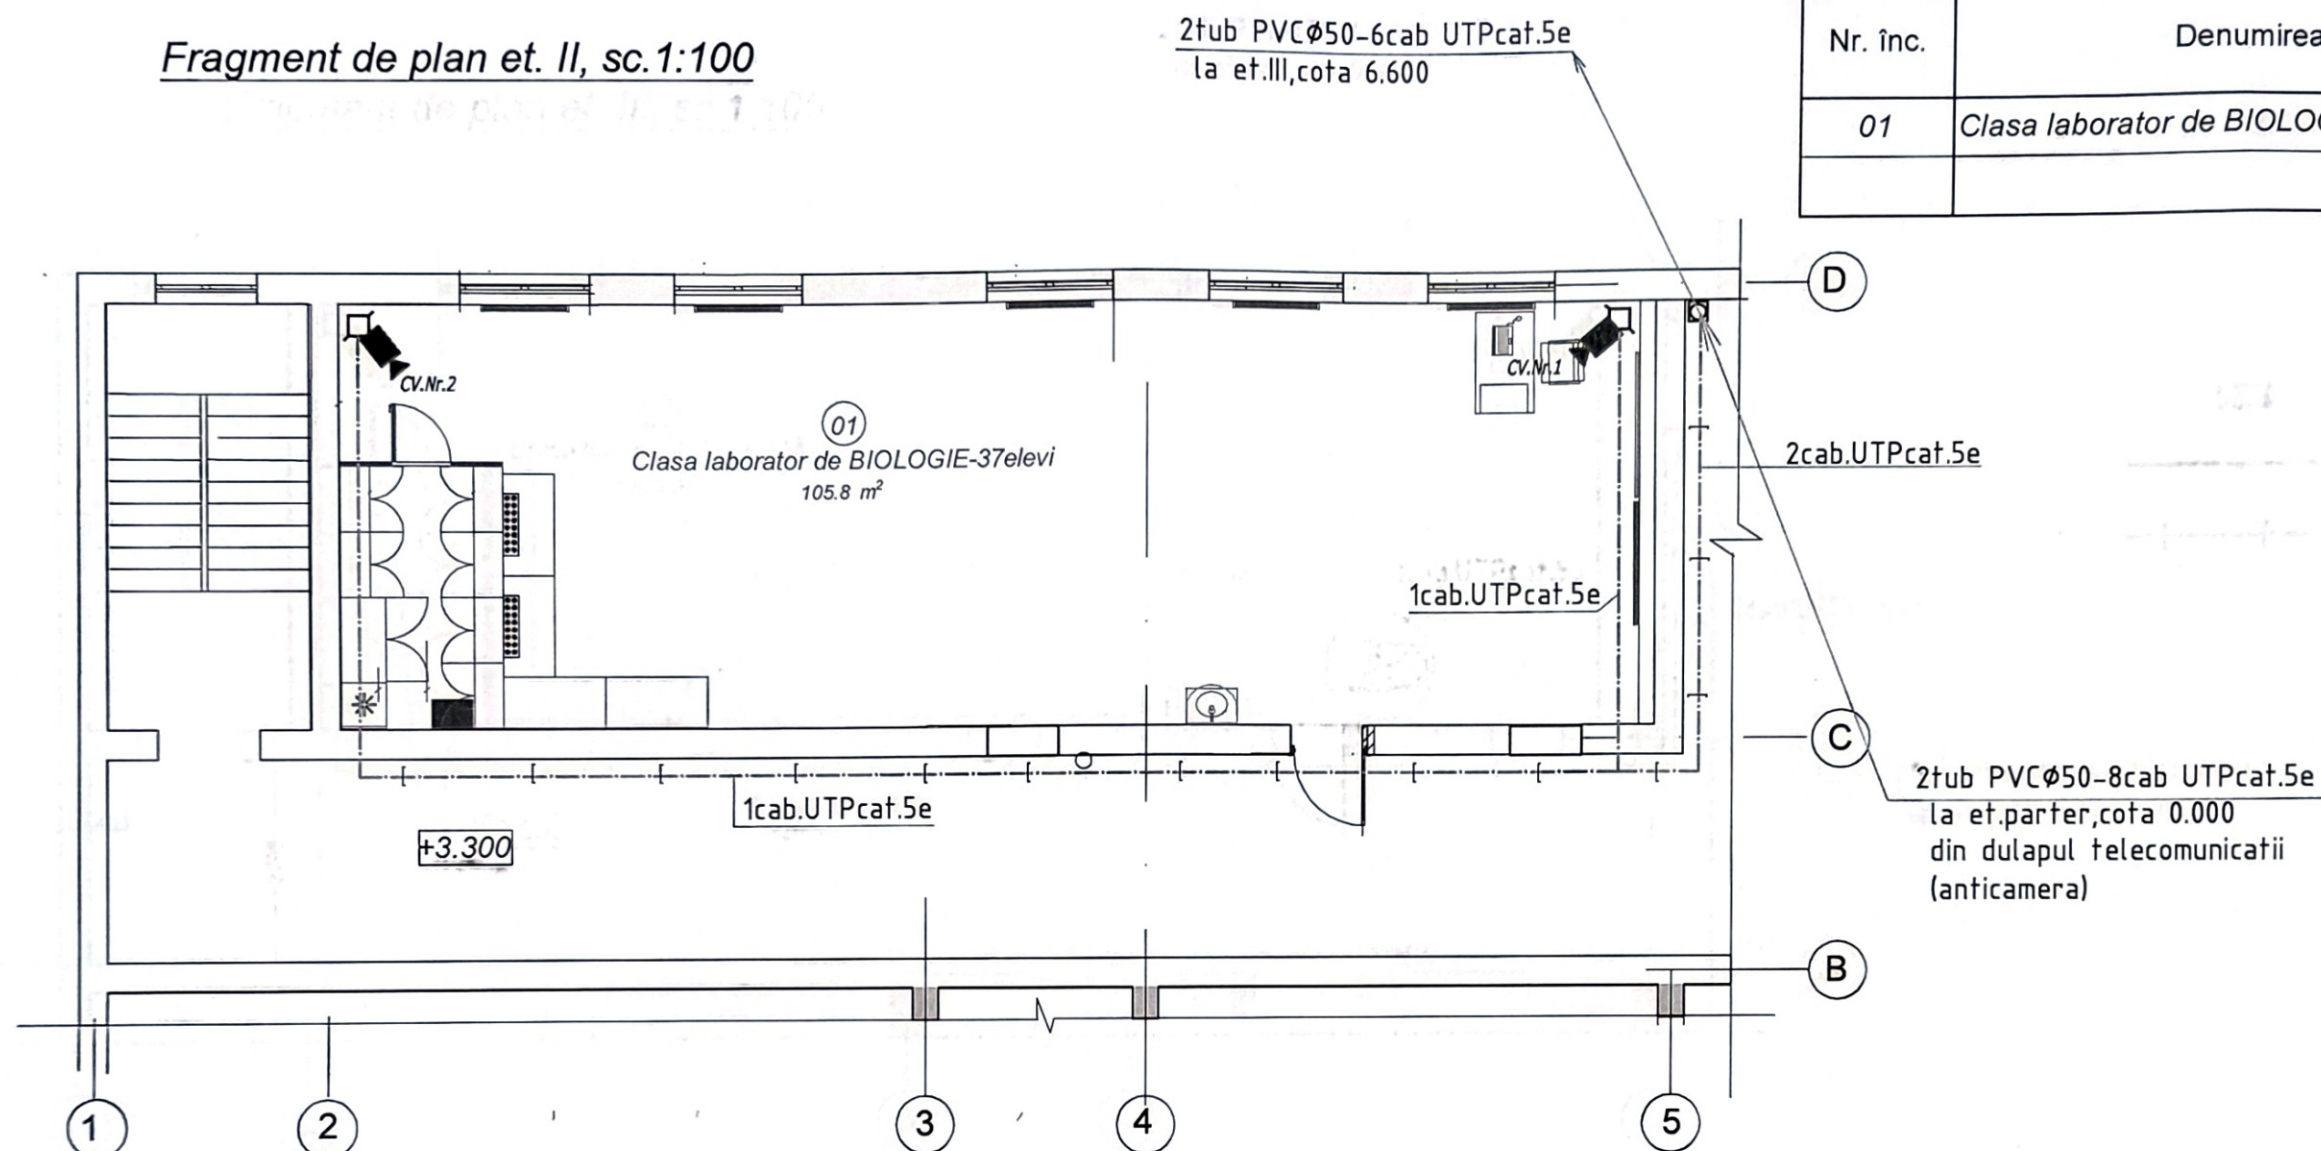 Fragment de plan et. II, sc.1:100
2tub PVCØ50-6cab UTPcat.5e
la et.III,cota 6.600
Nr. înc.
Denumirea
01
Clasa laborator de
D
CV.Nr.2
CV.Nr.1
01
Clasa laborator de BIOLOGIE-37elevi
105.8 m²
2cab.UTPcat.5e
1cab.UTPcat.5e
C
1cab.UTPcat.5e
2tub PVCØ50-8cab UTPcat.5e
la et.parter,cota 0.000
din dulapul telecomunicatii
(anticamera)
+3.300
B
1
2
3
4
5